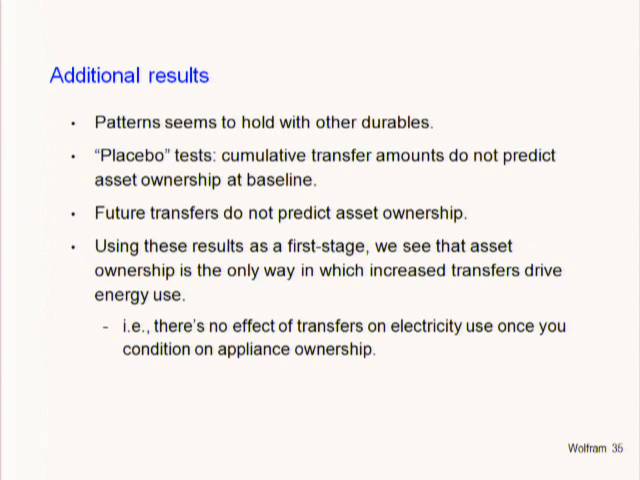 Additional results
• Patterns seems to hold with other durables.
• “Placebo” tests: cumulative transfer amounts do not predict
asset ownership at baseline.
• Future transfers do not predict asset ownership.
• Using these results as a first-stage, we see that asset
ownership is the only way in which increased transfers drive
energy use.
- i.e., there’s no effect of transfers on electricity use once you
condition on appliance ownership.
Wolfram 35